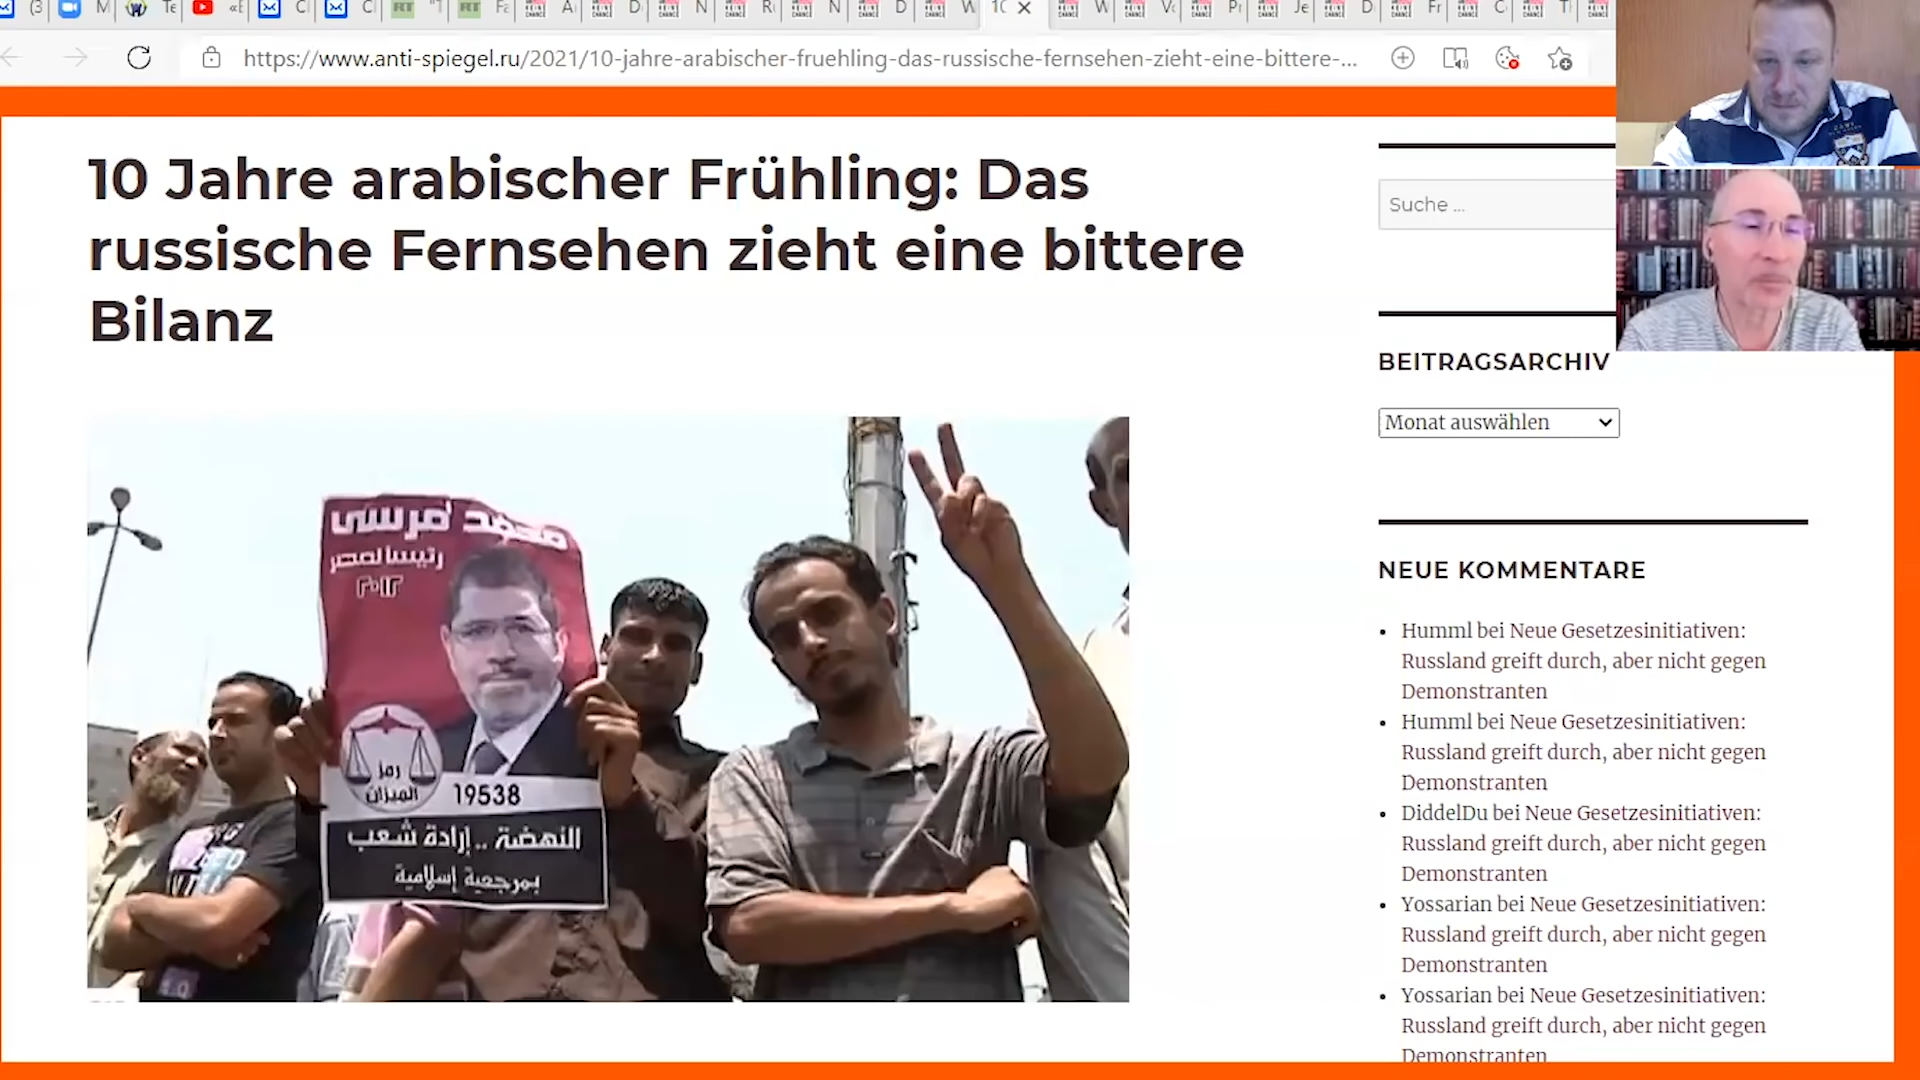 https://www.anti-spiegel.ru/2021/10-jahre-arabischer-fruehling-das-russische-fernsehen-zieht-eine-bittere-...
10 Jahre arabischer Frühling: Das
russische Fernsehen zieht eine bittere
Bilanz
محمد مرسى
رئيسا لمصر
٢٠١٢
رمز
الميزان
19538
النهضة .. إرادة شعب
بمرجعية إسلامية
Suche ...
BEITRAGSARCHIV
Monat auswählen
NEUE KOMMENTARE
Humml bei Neue Gesetzesinitiativen:
Russland greift durch, aber nicht gegen
Demonstranten
Humml bei Neue Gesetzesinitiativen:
Russland greift durch, aber nicht gegen
Demonstranten
DiddelDu bei Neue Gesetzesinitiativen:
Russland greift durch, aber nicht gegen
Demonstranten
Yossarian bei Neue Gesetzesinitiativen:
Russland greift durch, aber nicht gegen
Demonstranten
Yossarian bei Neue Gesetzesinitiativen:
Russland greift durch, aber nicht gegen
Demonstranten